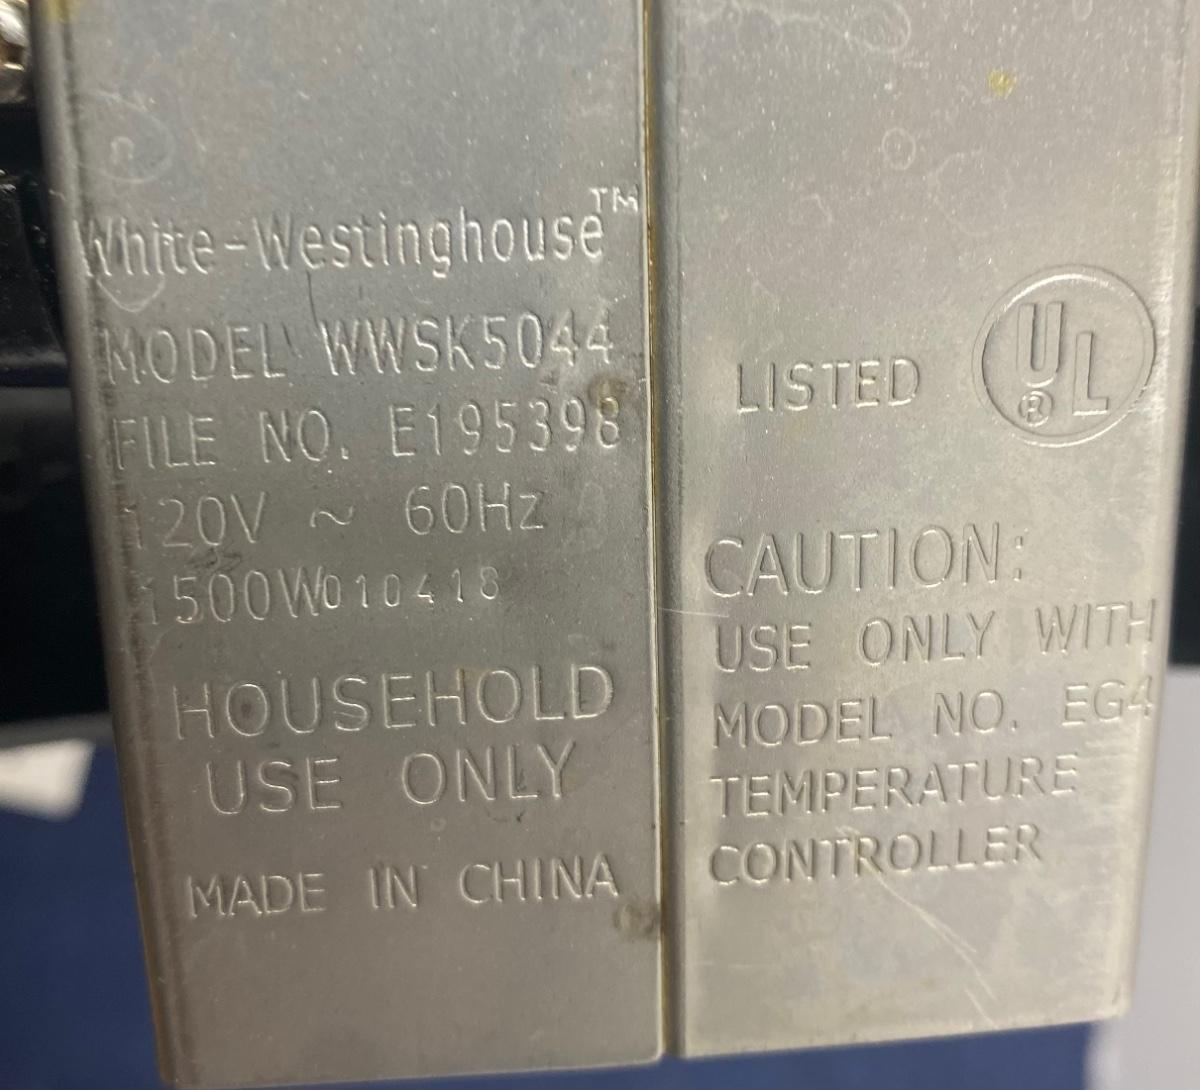 White-Westinghouse™
MODEL WWSK5044
FILE NO. E195398
120V ~ 60Hz
1500W010418
HOUSEHOLD
USE ONLY
MADE IN CHINA
LISTED UL®
CAUTION:
USE ONLY WITH
MODEL NO. EG4
TEMPERATURE
CONTROLLER